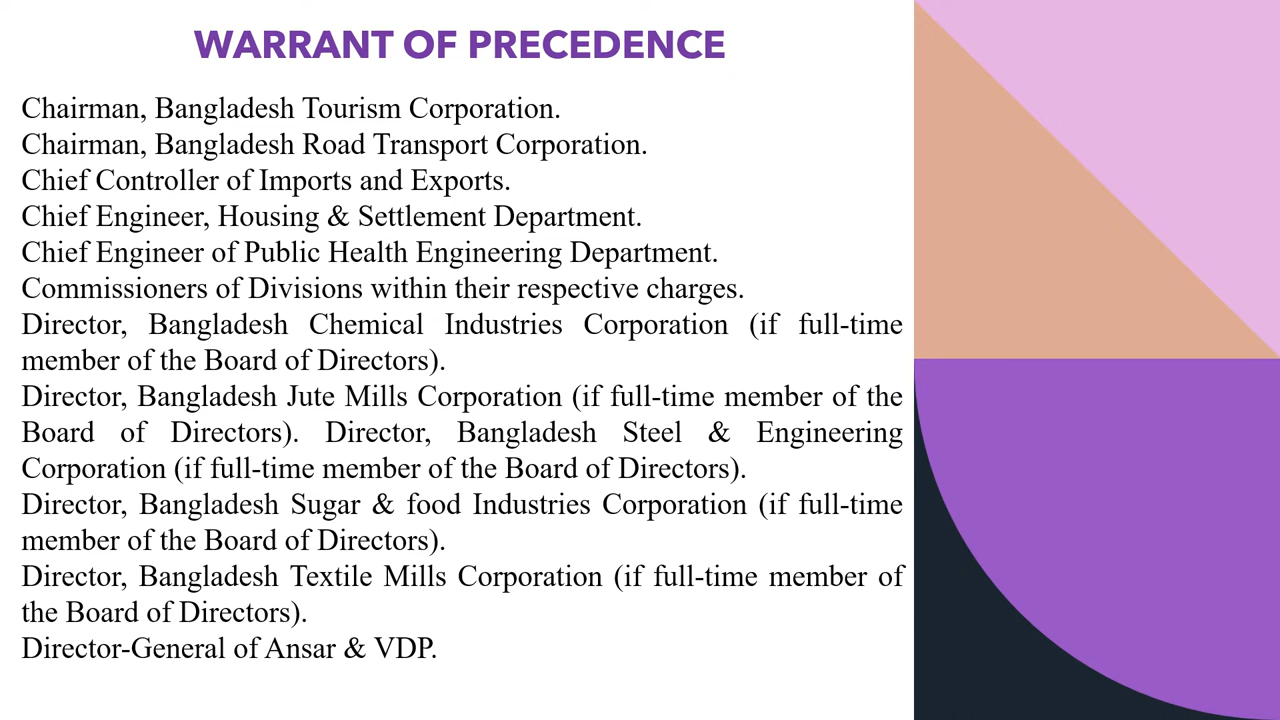 WARRANT OF PRECEDENCE
Chairman, Bangladesh Tourism Corporation.
Chairman, Bangladesh Road Transport Corporation.
Chief Controller of Imports and Exports.
Chief Engineer, Housing & Settlement Department.
Chief Engineer of Public Health Engineering Department.
Commissioners of Divisions within their respective charges.
Director, Bangladesh Chemical Industries Corporation (if full-time
member of the Board of Directors).
Director, Bangladesh Jute Mills Corporation (if full-time member of the
Board of Directors). Director, Bangladesh Steel & Engineering
Corporation (if full-time member of the Board of Directors).
Director, Bangladesh Sugar & food Industries Corporation (if full-time
member of the Board of Directors).
Director, Bangladesh Textile Mills Corporation (if full-time member of
the Board of Directors).
Director-General of Ansar & VDP.